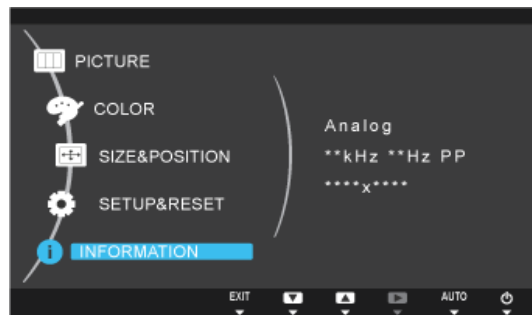 PICTURE
COLOR
SIZE&POSITION
SETUP&RESET
INFORMATION
Analog
**kHz **Hz PP
****x****
EXIT
AUTO